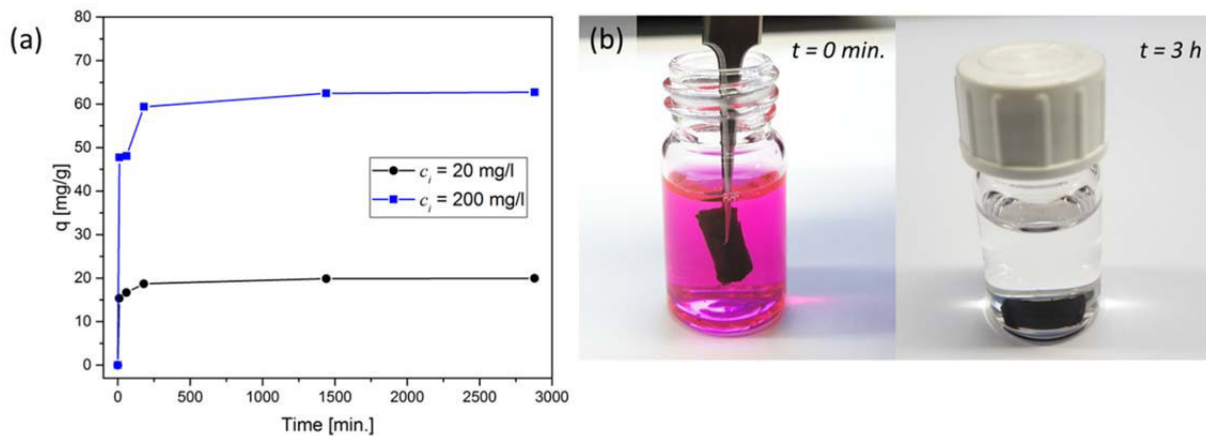 (a)
80
70
60
50
40
30
20
10
0
q [mg/g]
0 500 1000 1500 2000 2500 3000
Time [min.]
c_i = 20 mg/l
c_i = 200 mg/l
(b)
t = 0 min.
t = 3 h